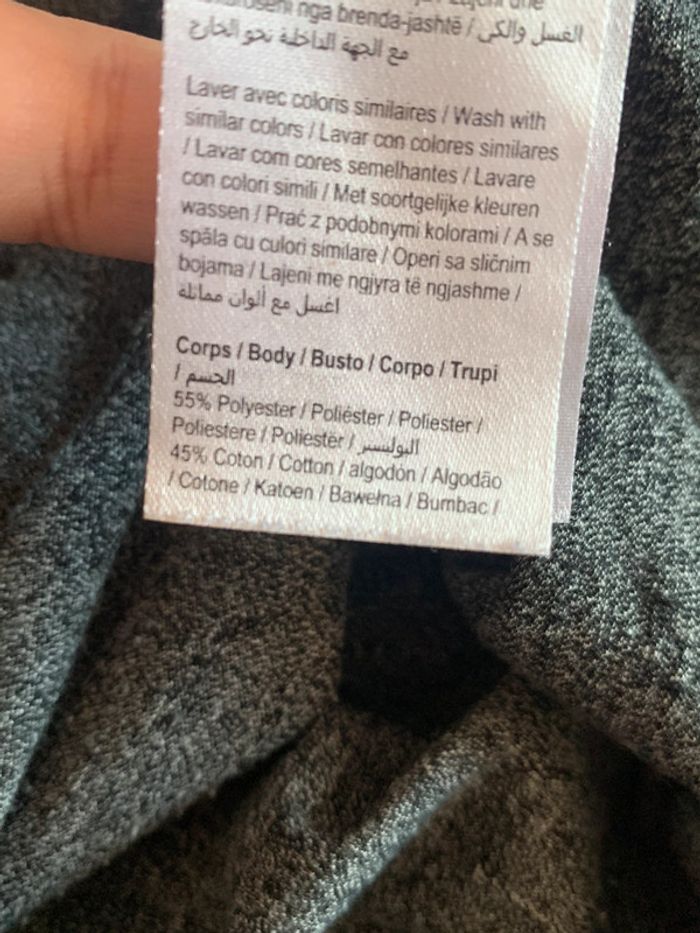 nga brenda-jashtë / الغسل والكي
مع الجهة الداخلة نحو الخارج
Laver avec coloris similaires / Wash with
similar colors / Lavar con colores similares
/ Lavar com cores semelhantes / Lavare
con colori simili / Met soortgelijke kleuren
wassen / Prać z podobnymi kolorami / A se
spăla cu culori similare / Operi sa sličnim
bojama / Lajeni me ngjyra të ngjashme /
اغسل مع ألوان مماثلة
Corps / Body / Busto / Corpo / Trupi
/ الجسم
55% Polyester / Poliéster / Poliester /
Poliestere / Poliestër / البوليستر
45% Coton / Cotton / algodón / Algodão
/ Cotone / Katoen / Bawełna / Bumbac /